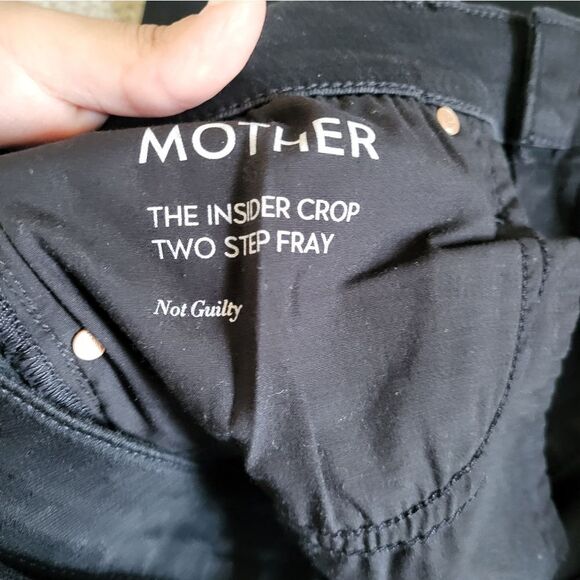 MOTHER
THE INSIDER CROP
TWO STEP FRAY
Not Guilty